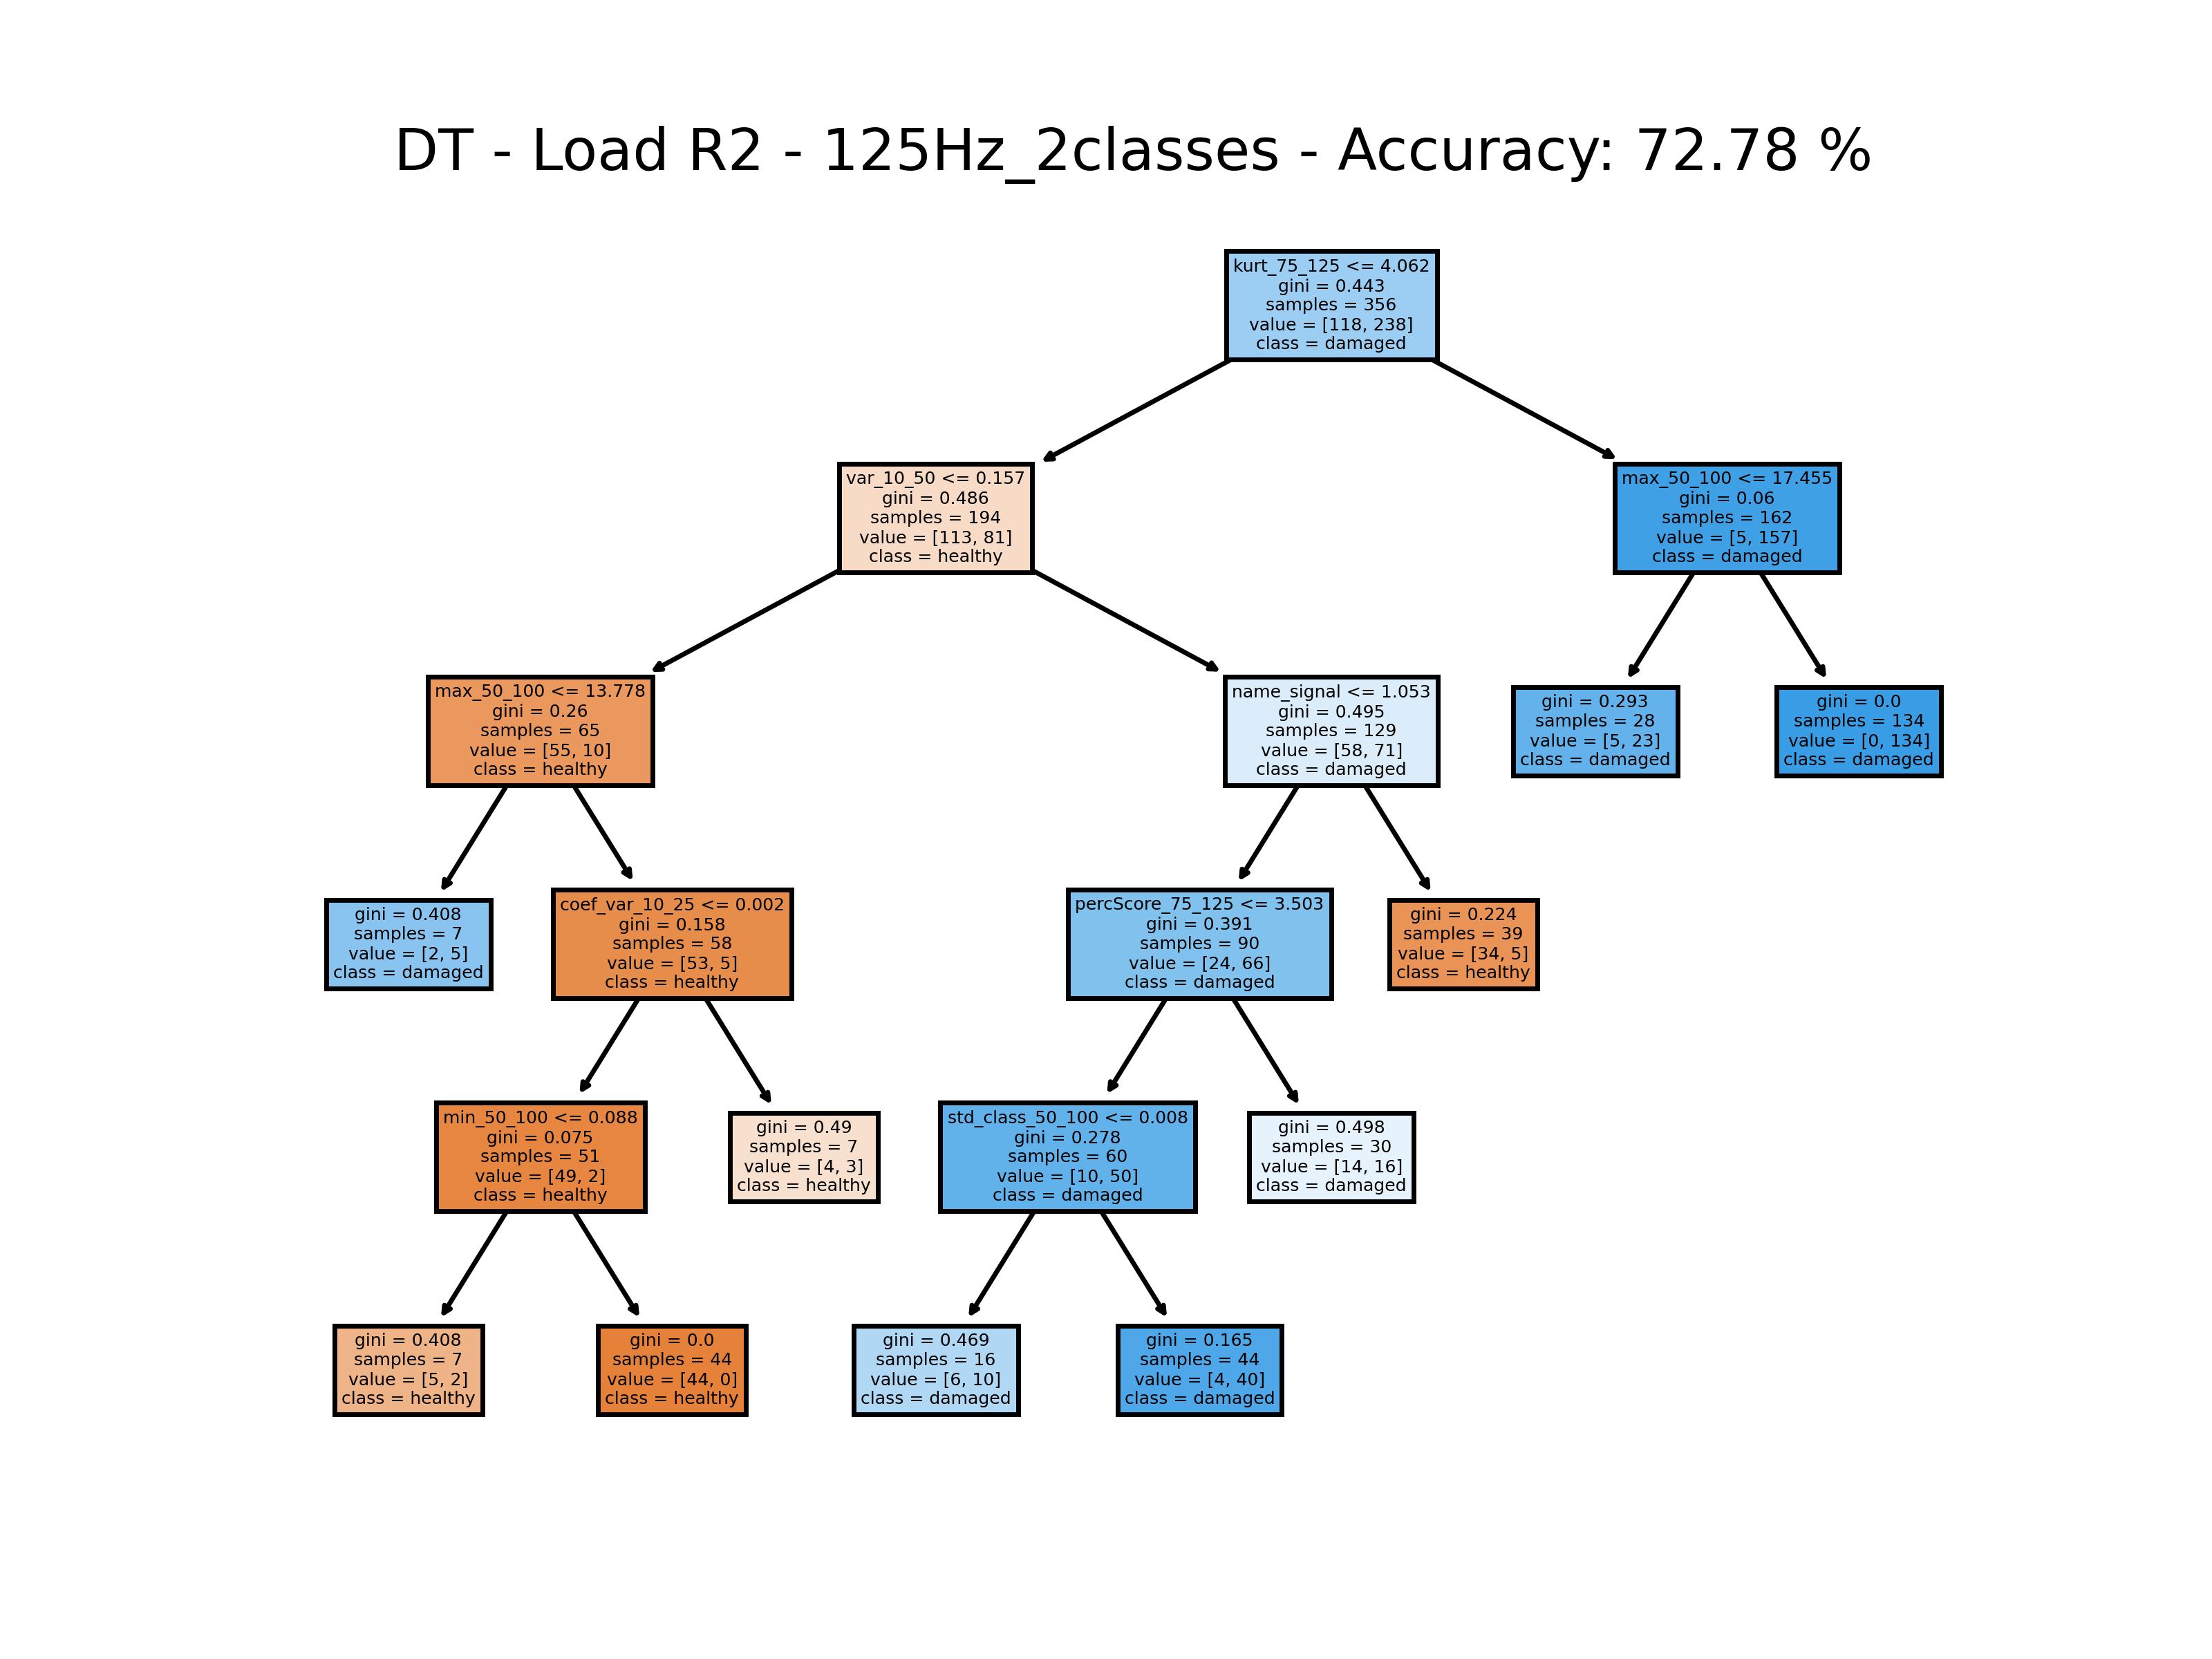 DT - Load R2 - 125Hz_2classes - Accuracy: 72.78 %
kurt_75_125 <= 4.062
gini = 0.443
samples = 356
value = [118, 238]
class = damaged
var_10_50 <= 0.157
gini = 0.486
samples = 194
value = [113, 81]
class = healthy
max_50_100 <= 17.455
gini = 0.06
samples = 162
value = [5, 157]
class = damaged
max_50_100 <= 13.778
gini = 0.26
samples = 65
value = [55, 10]
class = healthy
name_signal <= 1.053
gini = 0.495
samples = 129
value = [58, 71]
class = damaged
gini = 0.293
samples = 28
value = [5, 23]
class = damaged
gini = 0.0
samples = 134
value = [0, 134]
class = damaged
gini = 0.408
samples = 7
value = [2, 5]
class = damaged
coef_var_10_25 <= 0.002
gini = 0.158
samples = 58
value = [53, 5]
class = healthy
percScore_75_125 <= 3.503
gini = 0.391
samples = 90
value = [24, 66]
class = damaged
gini = 0.224
samples = 39
value = [34, 5]
class = healthy
min_50_100 <= 0.088
gini = 0.075
samples = 51
value = [49, 2]
class = healthy
gini = 0.49
samples = 7
value = [4, 3]
class = healthy
std_class_50_100 <= 0.008
gini = 0.278
samples = 60
value = [10, 50]
class = damaged
gini = 0.498
samples = 30
value = [14, 16]
class = damaged
gini = 0.408
samples = 7
value = [5, 2]
class = healthy
gini = 0.0
samples = 44
value = [44, 0]
class = healthy
gini = 0.469
samples = 16
value = [6, 10]
class = damaged
gini = 0.165
samples = 44
value = [4, 40]
class = damaged